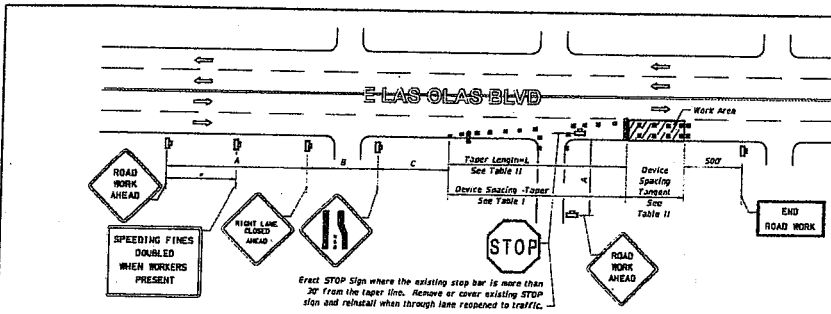 E LAS OLAS BLVD
Work Area
A
B
C
Taper Length=L
See Table II
Device Spacing -Taper
See Table I
A
Device
Spacing
Tangent
See
Table II
500'
ROAD
WORK
AHEAD
SPEEDING FINES
DOUBLED
WHEN WORKERS
PRESENT
RIGHT LANE
CLOSED
AHEAD
STOP
ROAD
WORK
AHEAD
END
ROAD WORK
Erect STOP Sign where the existing stop bar is more than
30' from the taper line. Remove or cover existing STOP
sign and reinstall when through lane reopened to traffic.